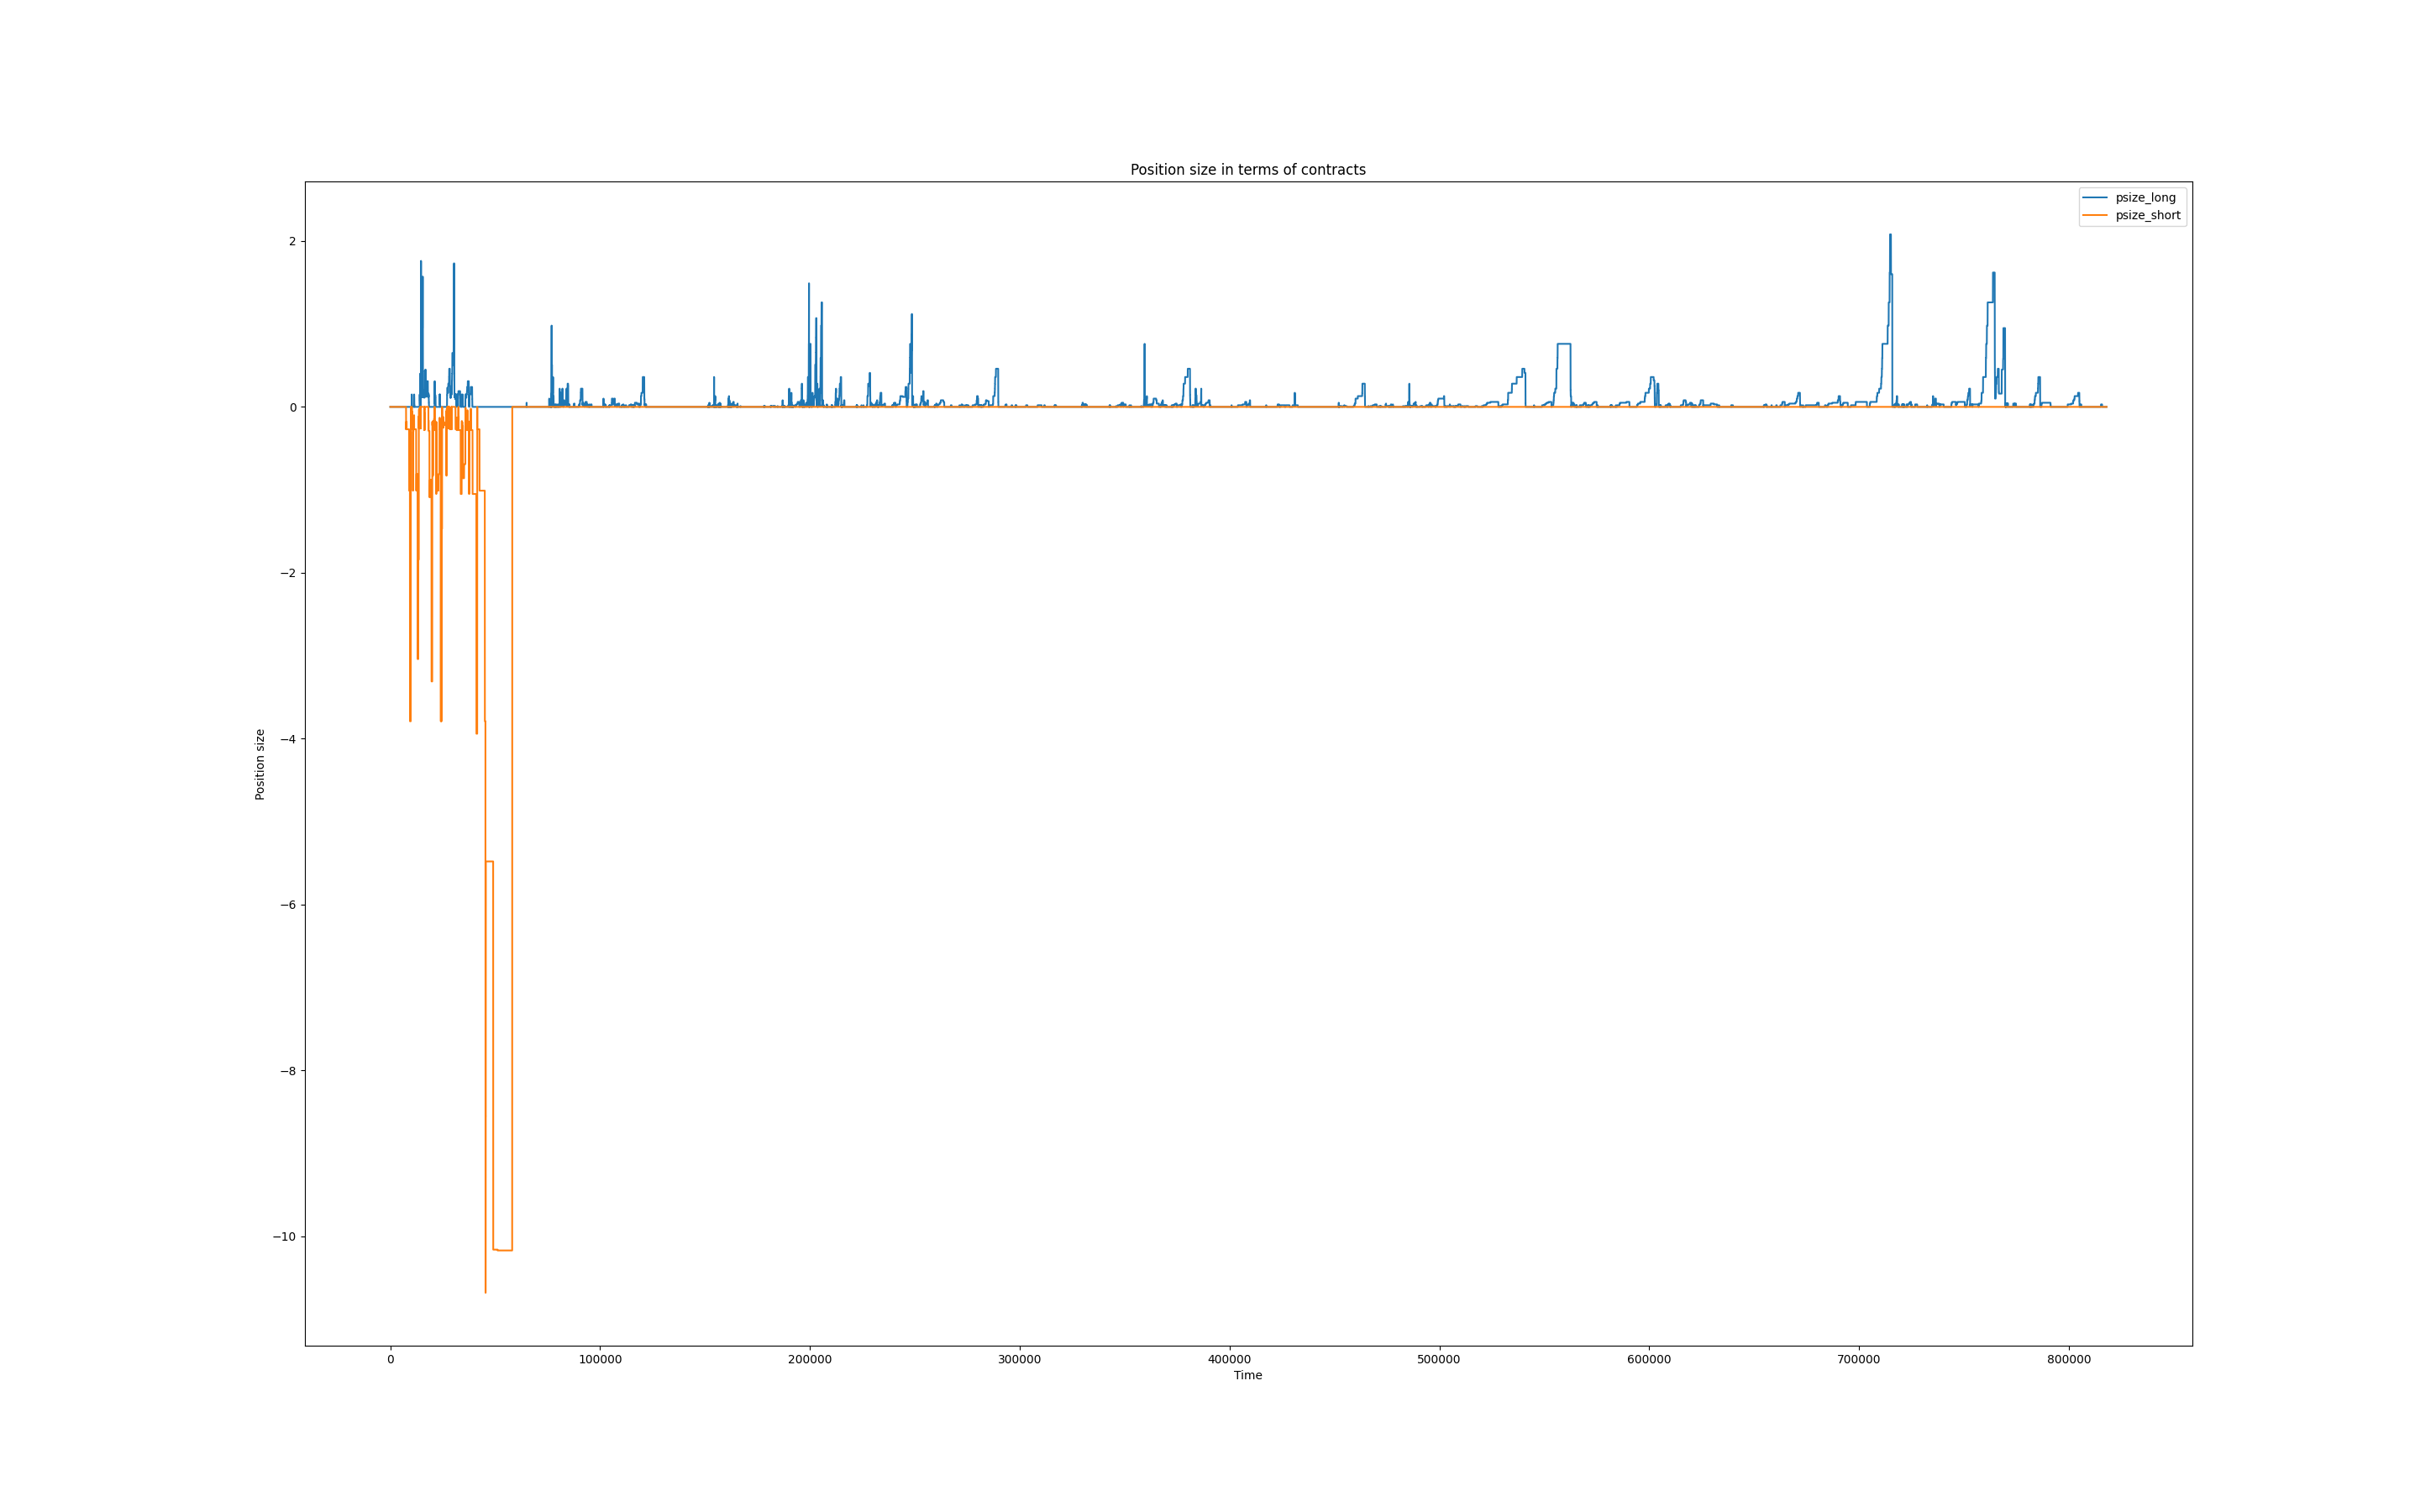 Position size in terms of contracts
psize_long
psize_short
2
0
−2
−4
−6
−8
−10
Position size
0 100000 200000 300000 400000 500000 600000 700000 800000
Time